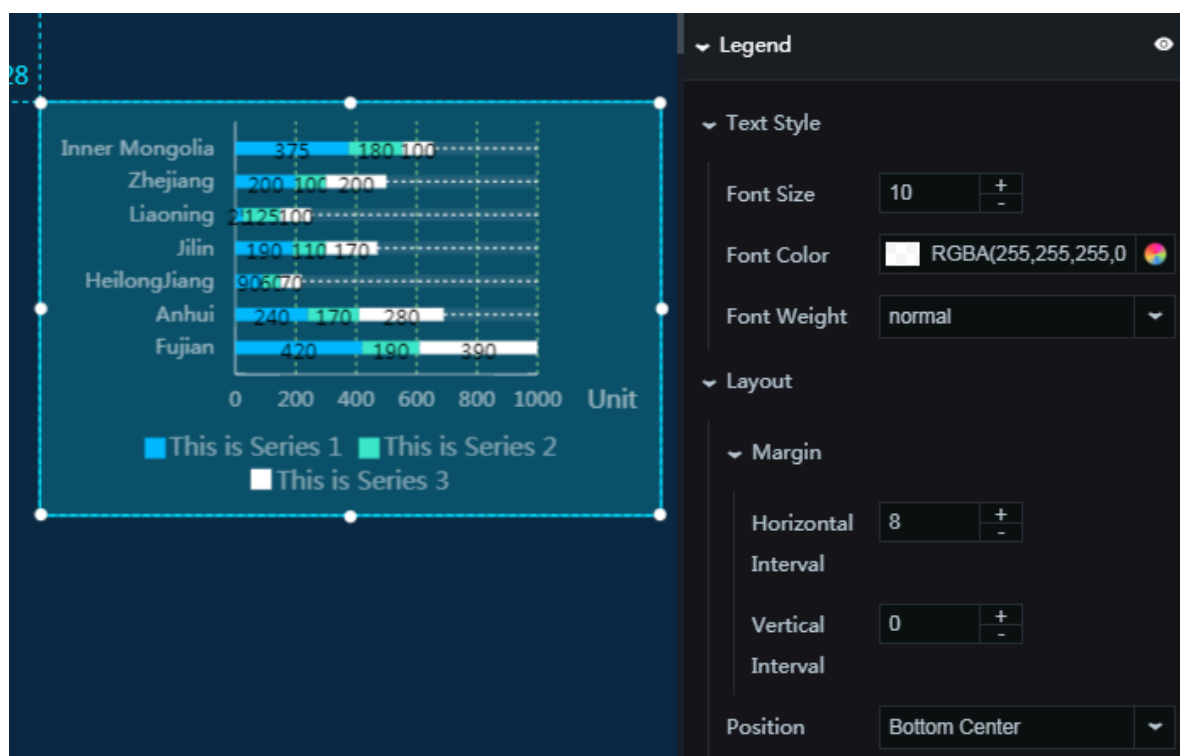 28
Inner Mongolia 375 180 100
Zhejiang 200 100 200
Liaoning 125 100
Jilin 190 110 170
HeilongJiang 90 60 70
Anhui 240 170 280
Fujian 420 190 390
0 200 400 600 800 1000 Unit
This is Series 1 This is Series 2
This is Series 3
Legend
Text Style
Font Size 10 + -
Font Color RGBA(255,255,255,0
Font Weight normal
Layout
Margin
Horizontal 8 + -
Interval
Vertical 0 + -
Interval
Position Bottom Center